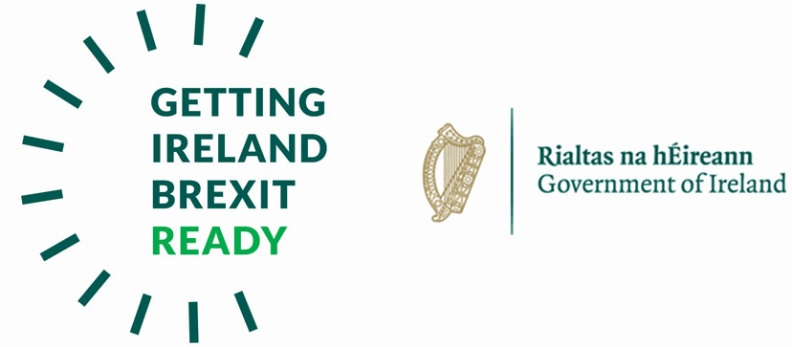 GETTING
IRELAND
BREXIT
READY
Rialtas na hÉireann
Government of Ireland